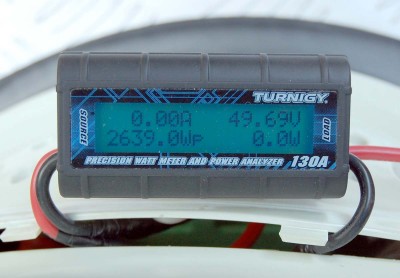 TURNIGY
SOURCE
0.00A 49.69V
2639.0Wp 0.0W
LOAD
PRECISION WATT METER AND POWER ANALYZER 130A